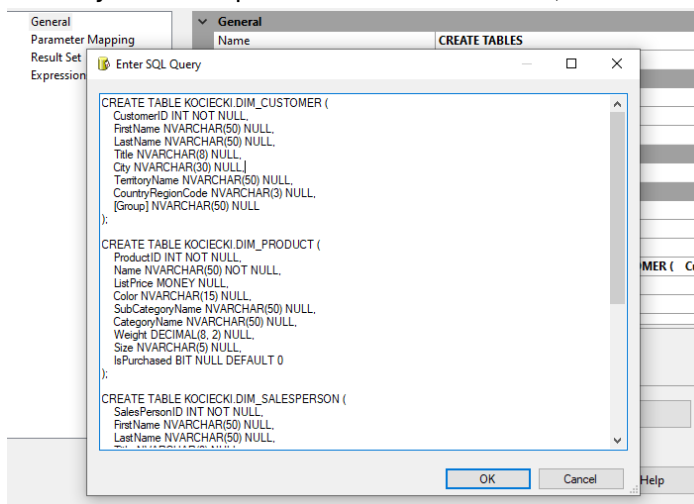 General
Parameter Mapping
Result Set
Expression
General
Name CREATE TABLES
Enter SQL Query
CREATE TABLE KOCIECKI.DIM_CUSTOMER (
CustomerID INT NOT NULL,
FirstName NVARCHAR(50) NULL,
LastName NVARCHAR(50) NULL,
Title NVARCHAR(8) NULL,
City NVARCHAR(30) NULL,
TerritoryName NVARCHAR(50) NULL,
CountryRegionCode NVARCHAR(3) NULL,
[Group] NVARCHAR(50) NULL
);
CREATE TABLE KOCIECKI.DIM_PRODUCT (
ProductID INT NOT NULL,
Name NVARCHAR(50) NOT NULL,
ListPrice MONEY NULL,
Color NVARCHAR(15) NULL,
SubCategoryName NVARCHAR(50) NULL,
CategoryName NVARCHAR(50) NULL,
Weight DECIMAL(8, 2) NULL,
Size NVARCHAR(5) NULL,
IsPurchased BIT NULL DEFAULT 0
);
CREATE TABLE KOCIECKI.DIM_SALESPERSON (
SalesPersonID INT NOT NULL,
FirstName NVARCHAR(50) NULL,
LastName NVARCHAR(50) NULL,
MER ( C
OK Cancel
Help